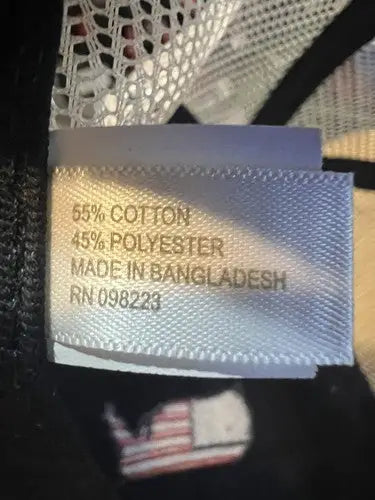 55% COTTON
45% POLYESTER
MADE IN BANGLADESH
RN 098223